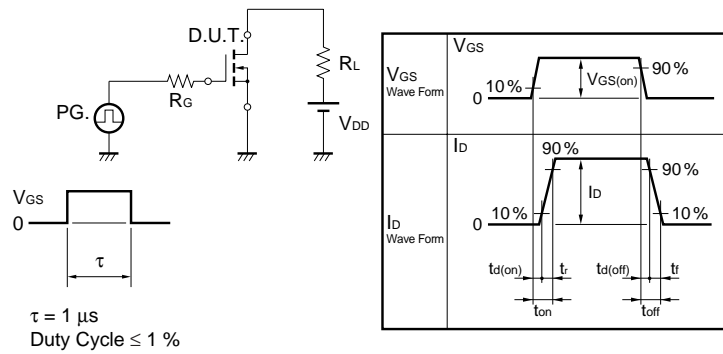 D.U.T.
RL
RG
PG.
VDD
VGS
0
τ
τ = 1 μs
Duty Cycle ≤ 1 %
VGS
Wave Form
VGS
10 %
0
VGS(on)
90 %
ID
Wave Form
ID
90 %
90 %
10 %
0
ID
10 %
td(on)
tr
td(off)
tf
ton
toff